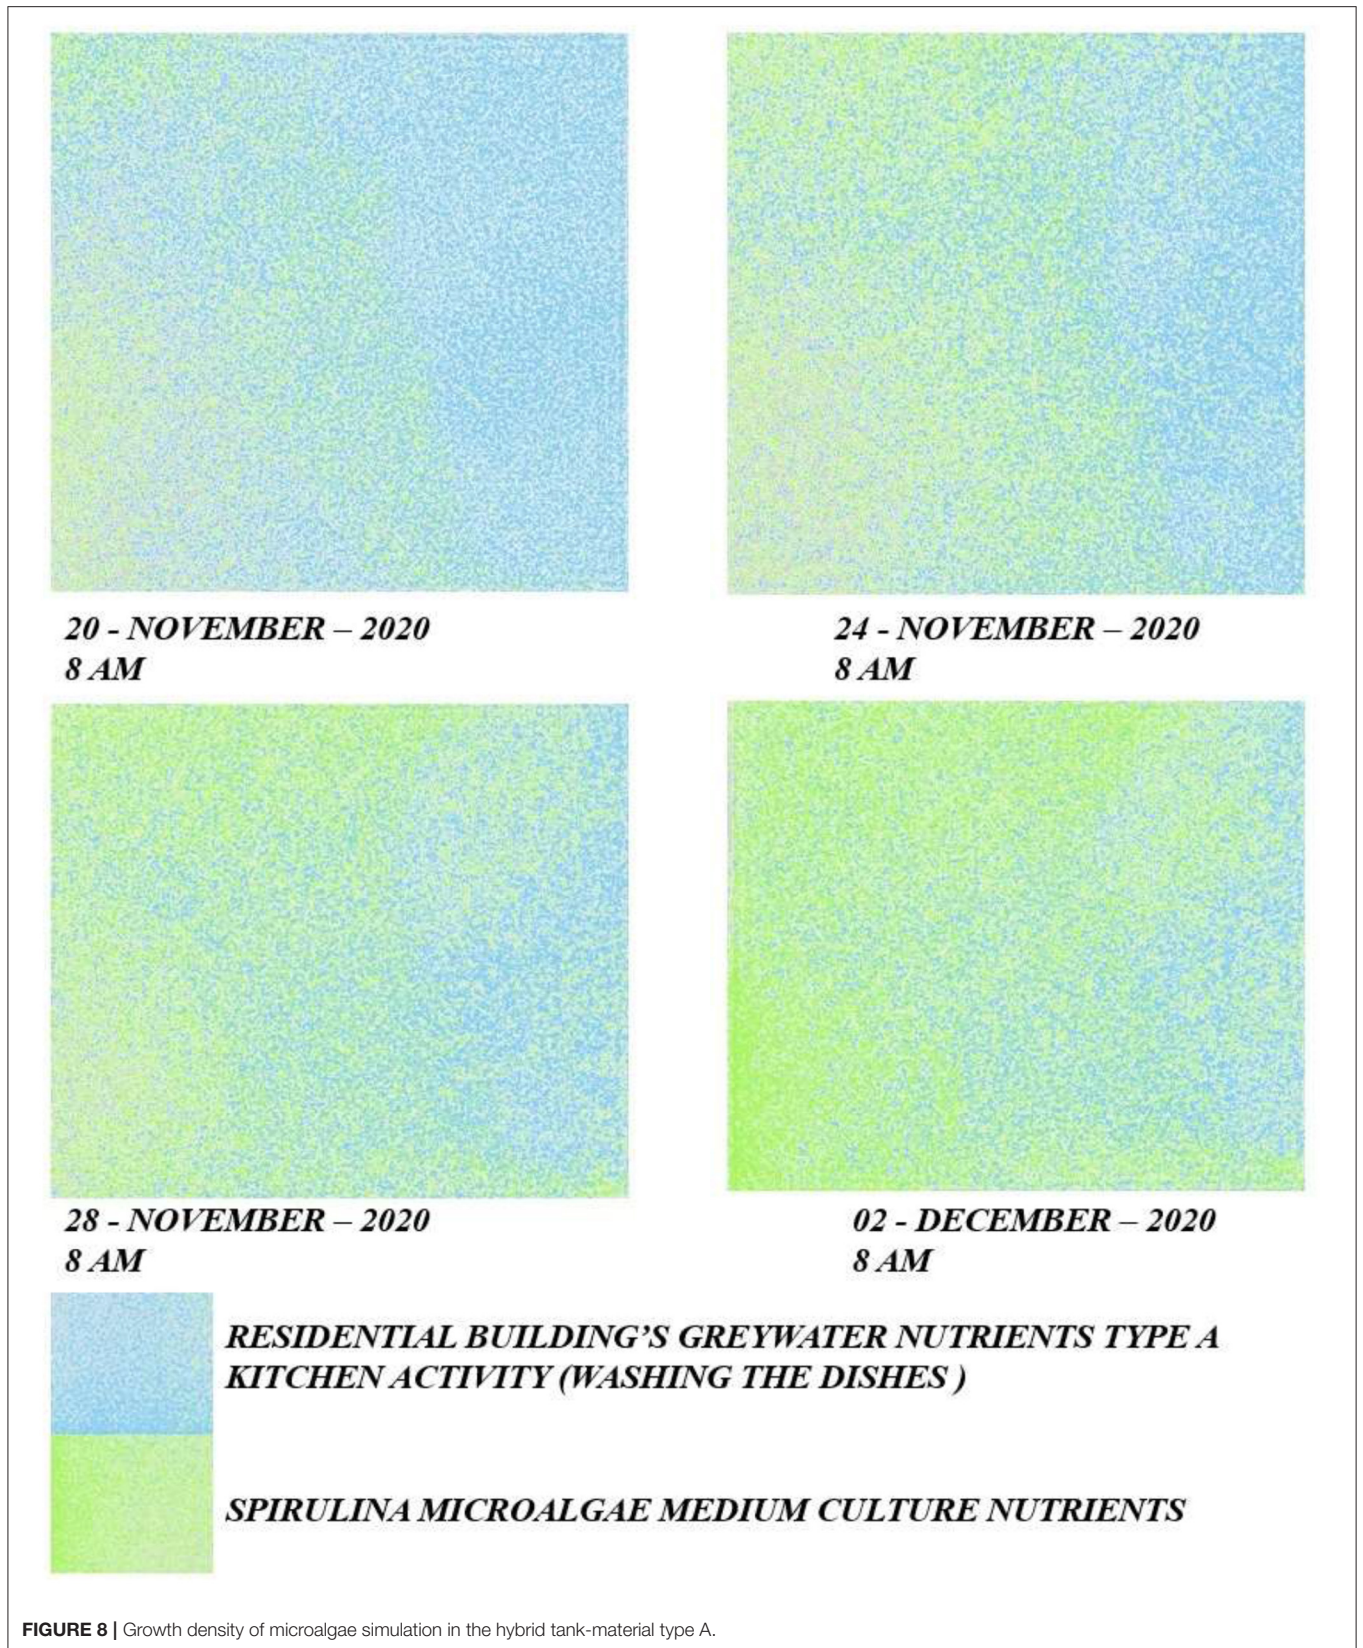 20 - NOVEMBER – 2020
8 AM
24 - NOVEMBER – 2020
8 AM
28 - NOVEMBER – 2020
8 AM
02 - DECEMBER – 2020
8 AM
RESIDENTIAL BUILDING’S GREYWATER NUTRIENTS TYPE A
KITCHEN ACTIVITY (WASHING THE DISHES )
SPIRULINA MICROALGAE MEDIUM CULTURE NUTRIENTS
FIGURE 8 | Growth density of microalgae simulation in the hybrid tank-material type A.